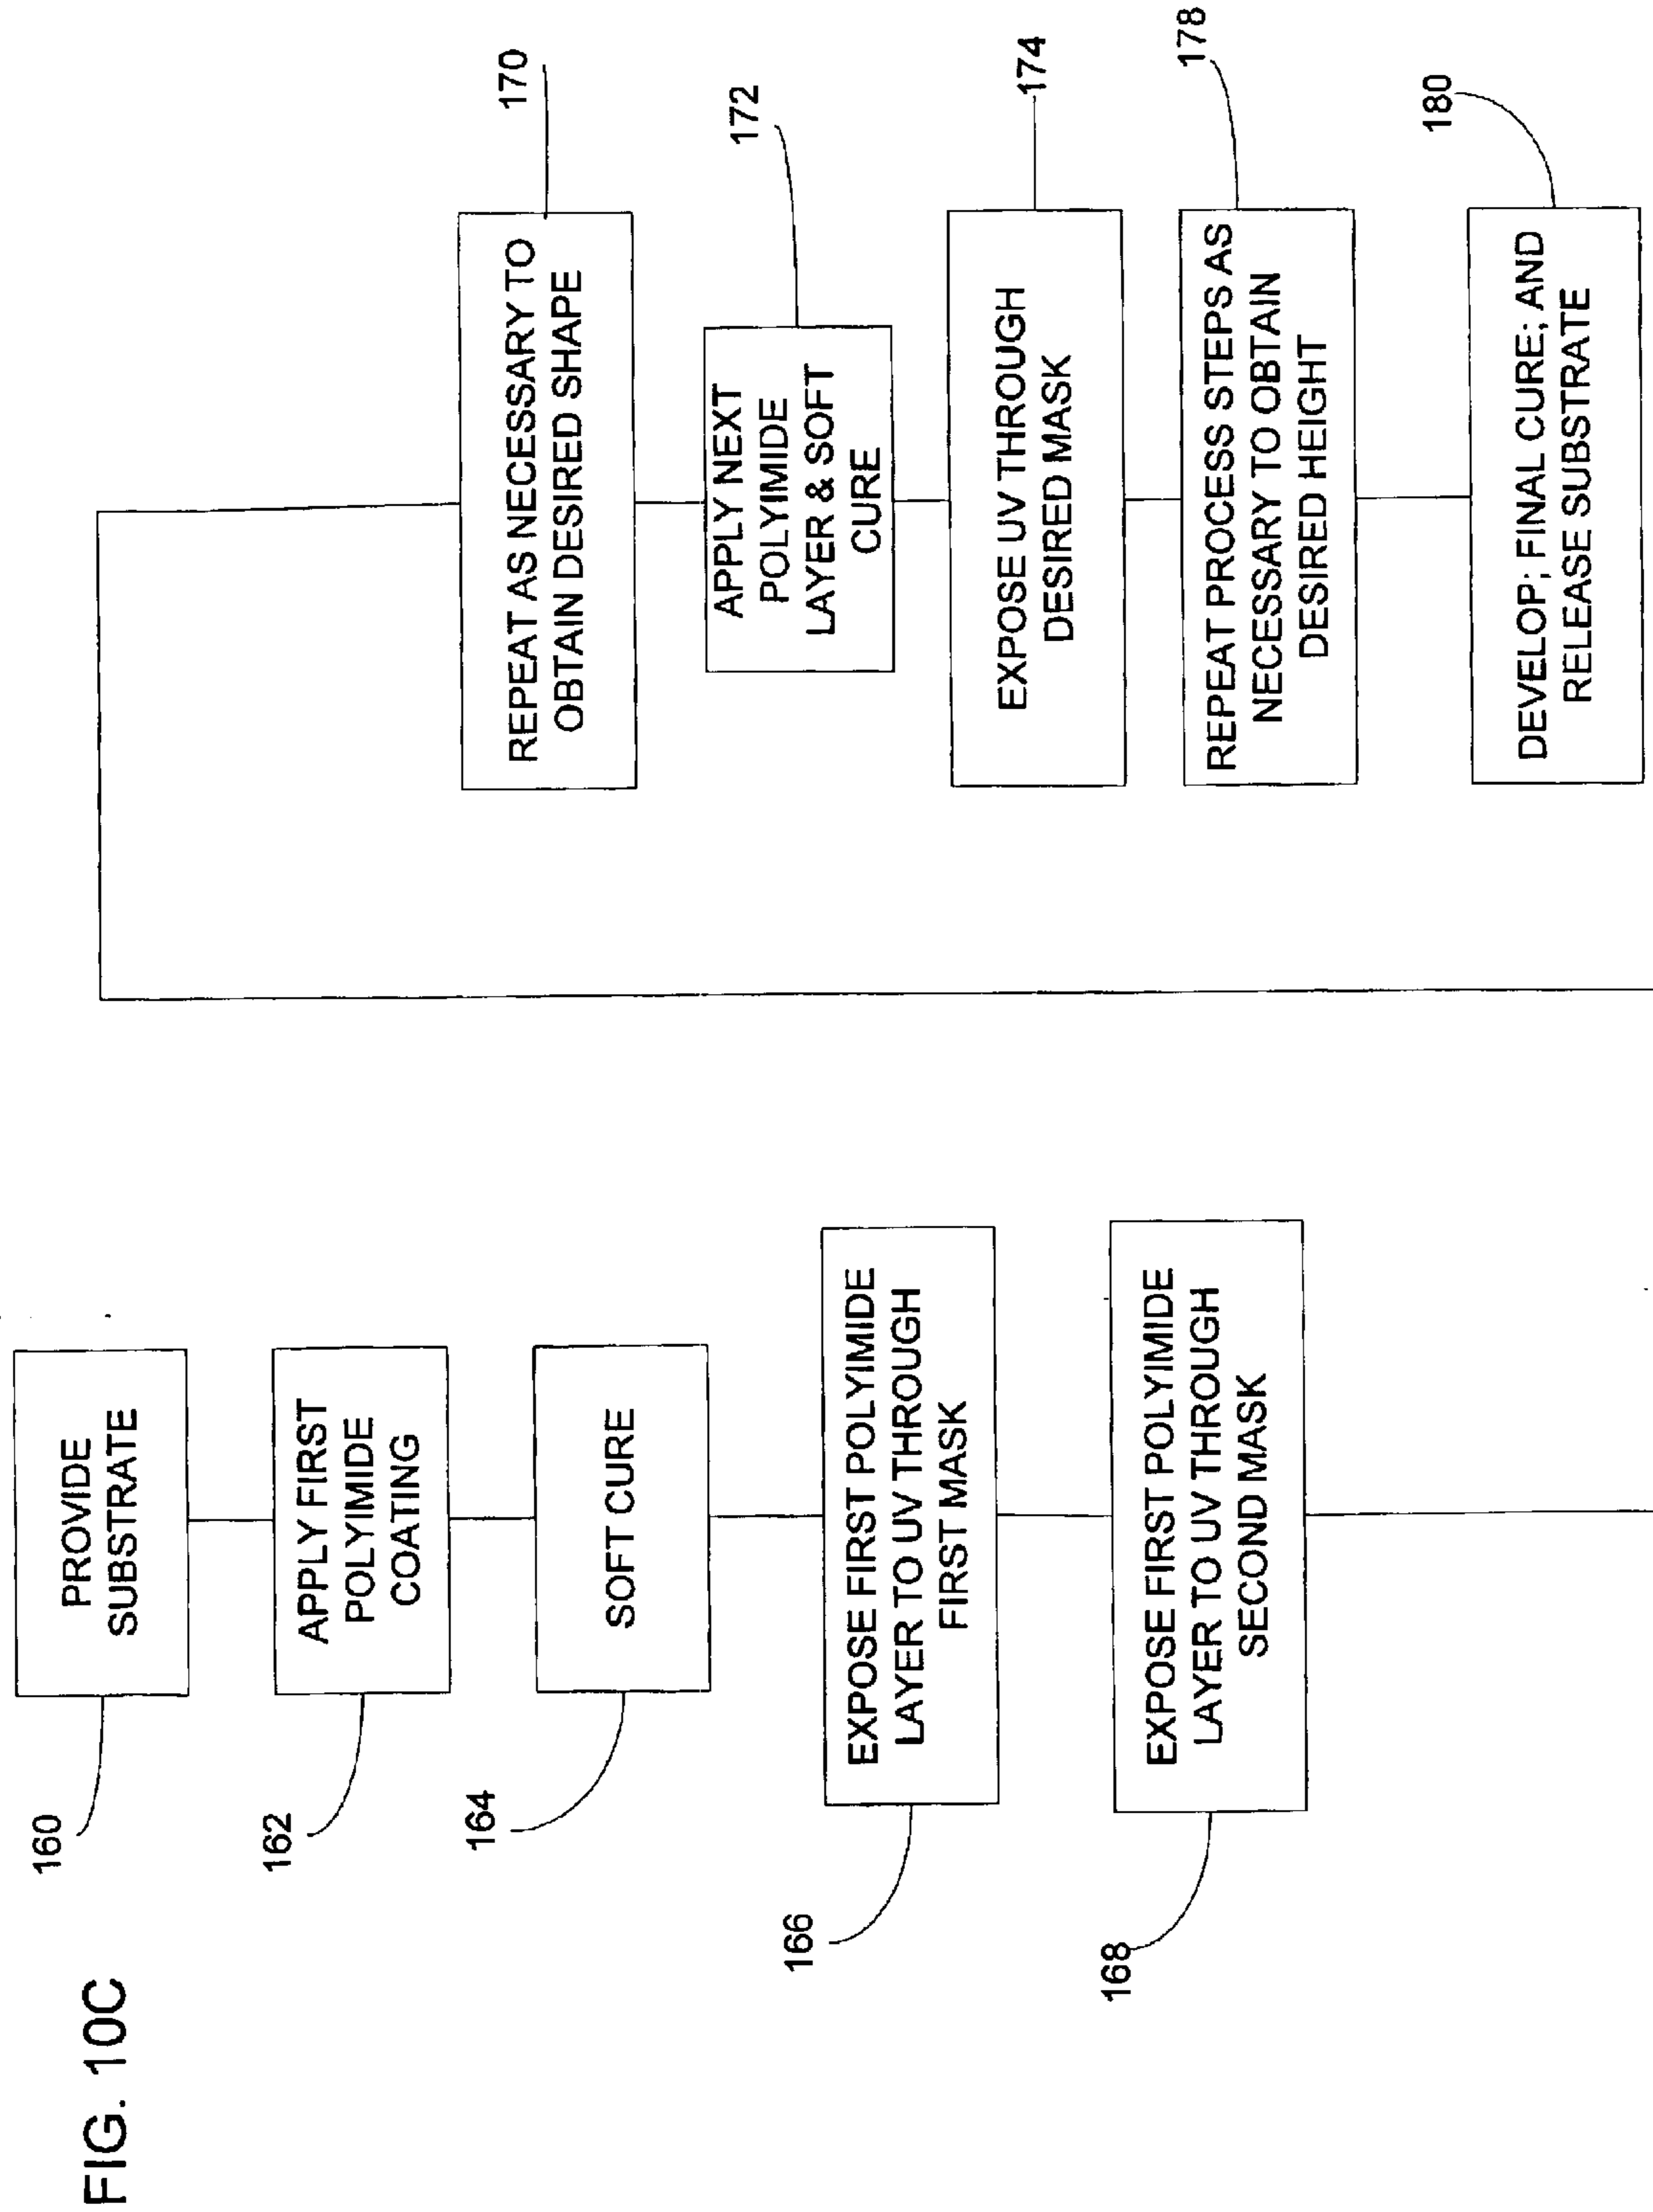 FIG. 10C
160
PROVIDE
SUBSTRATE
162
APPLY FIRST
POLYIMIDE
COATING
164
SOFT CURE
166
EXPOSE FIRST POLYIMIDE
LAYER TO UV THROUGH
FIRST MASK
168
EXPOSE FIRST POLYIMIDE
LAYER TO UV THROUGH
SECOND MASK
170
REPEAT AS NECESSARY TO
OBTAIN DESIRED SHAPE
172
APPLY NEXT
POLYIMIDE
LAYER & SOFT
CURE
174
EXPOSE UV THROUGH
DESIRED MASK
178
REPEAT PROCESS STEPS AS
NECESSARY TO OBTAIN
DESIRED HEIGHT
180
DEVELOP; FINAL CURE; AND
RELEASE SUBSTRATE